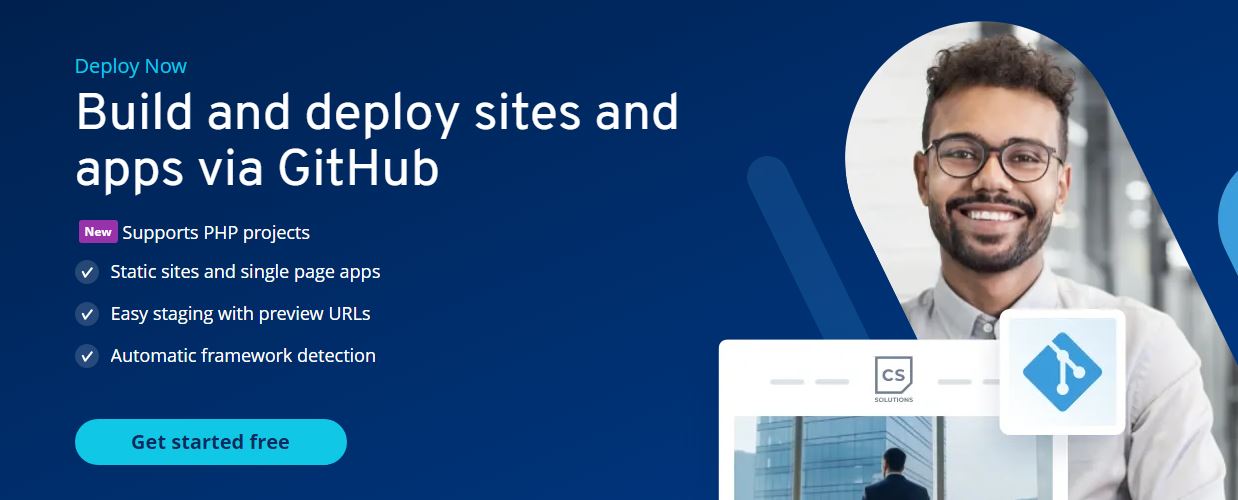 Deploy Now
Build and deploy sites and
apps via GitHub
New Supports PHP projects
Static sites and single page apps
Easy staging with preview URLs
Automatic framework detection
Get started free
CS
SOLUTIONS